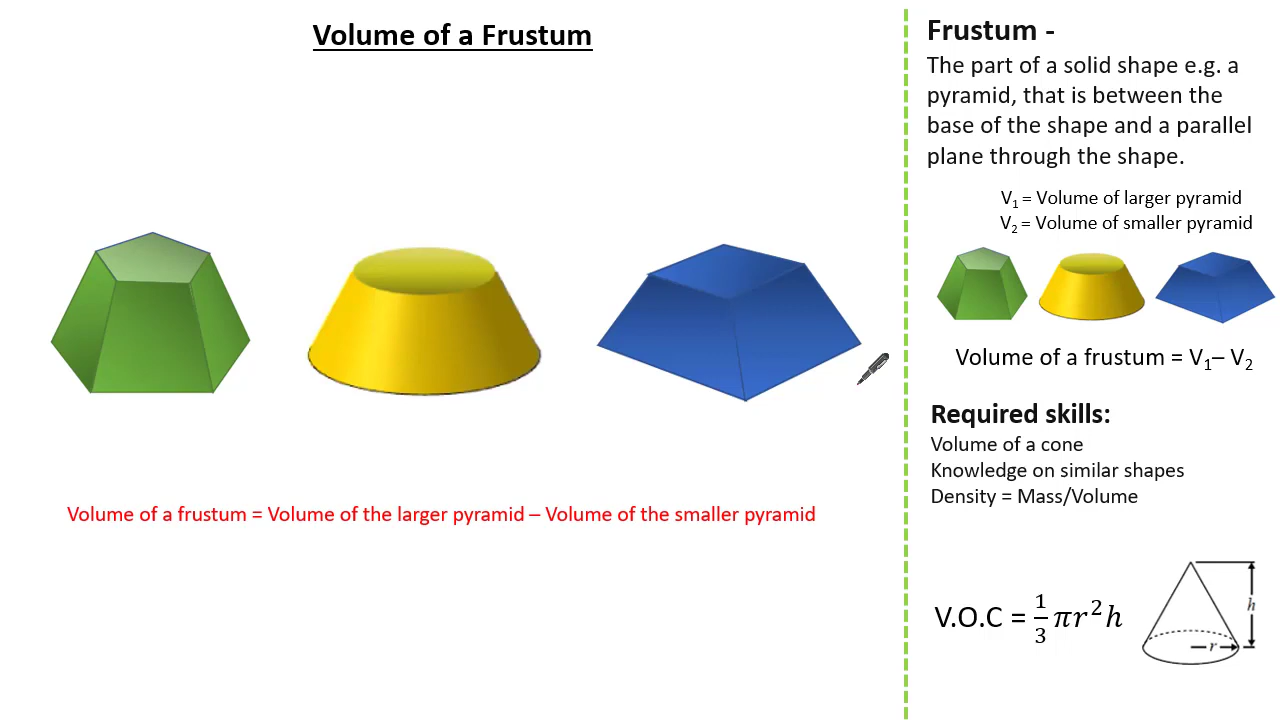 Volume of a Frustum
Volume of a frustum = Volume of the larger pyramid – Volume of the smaller pyramid
Frustum -
The part of a solid shape e.g. a
pyramid, that is between the
base of the shape and a parallel
plane through the shape.
V₁ = Volume of larger pyramid
V₂ = Volume of smaller pyramid
Volume of a frustum = V₁– V₂
Required skills:
Volume of a cone
Knowledge on similar shapes
Density = Mass/Volume
V.O.C = 1/3 πr²h
h
r